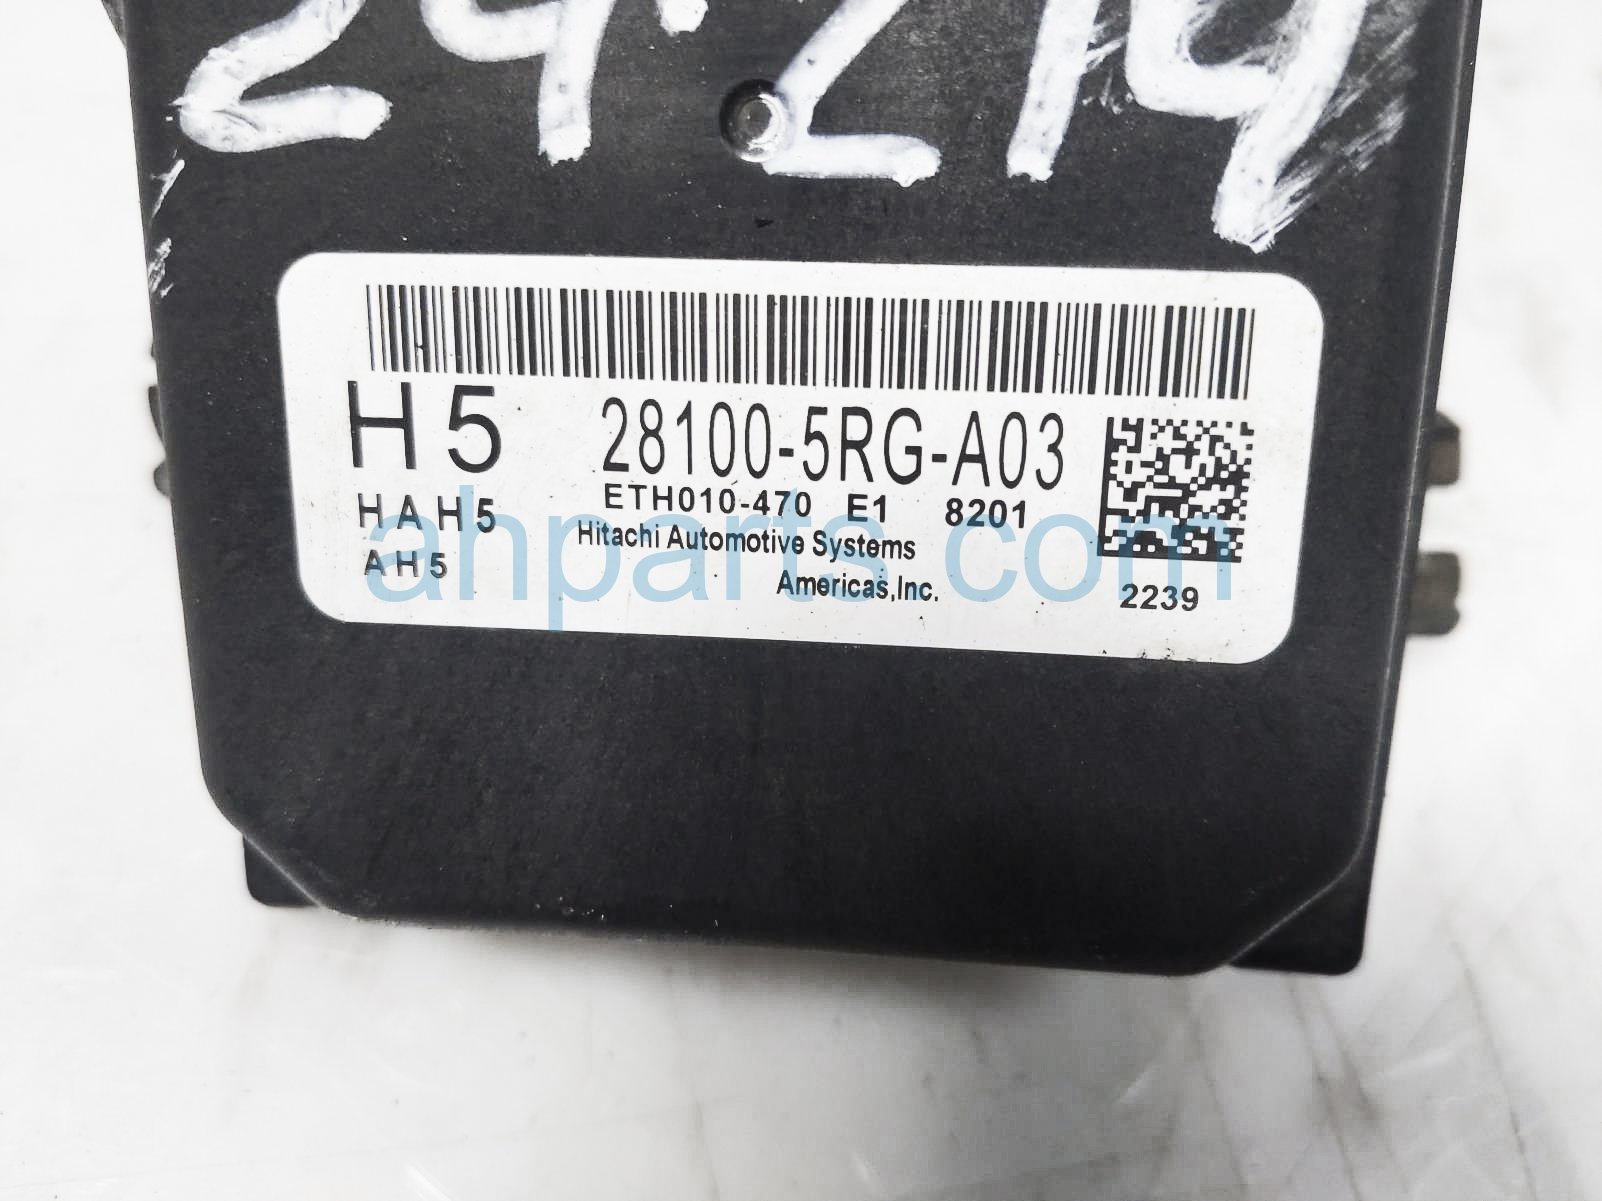 24.214
H5 28100-5RG-A03
HAH5 ETH010-470 E1 8201
AH5 Hitachi Automotive Systems
Americas,Inc.
2239
ahparts.com